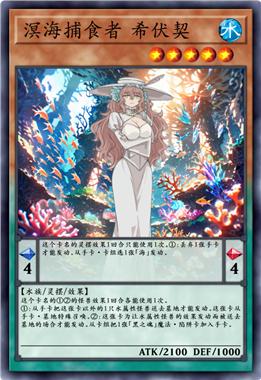 溟海捕食者 希伏契
水
这个卡名的灵摆效果1回合只能使用1次。①:丢弃1张手卡
才能发动。从手卡·卡组选1张「海」发动。
4
4
【水族/灵摆/效果】
这个卡名的①②的怪兽效果1回合各能使用1次。
①:从手卡把这张卡以外的1只水属性怪兽送去墓地才能发动。这张卡从
手卡·墓地特殊召唤。②:这张卡为让水属性怪兽的效果发动而被送去
墓地的场合才能发动。从卡组把1张「黑之魂」魔法·陷阱卡加入手卡。
ATK/2100 DEF/1000